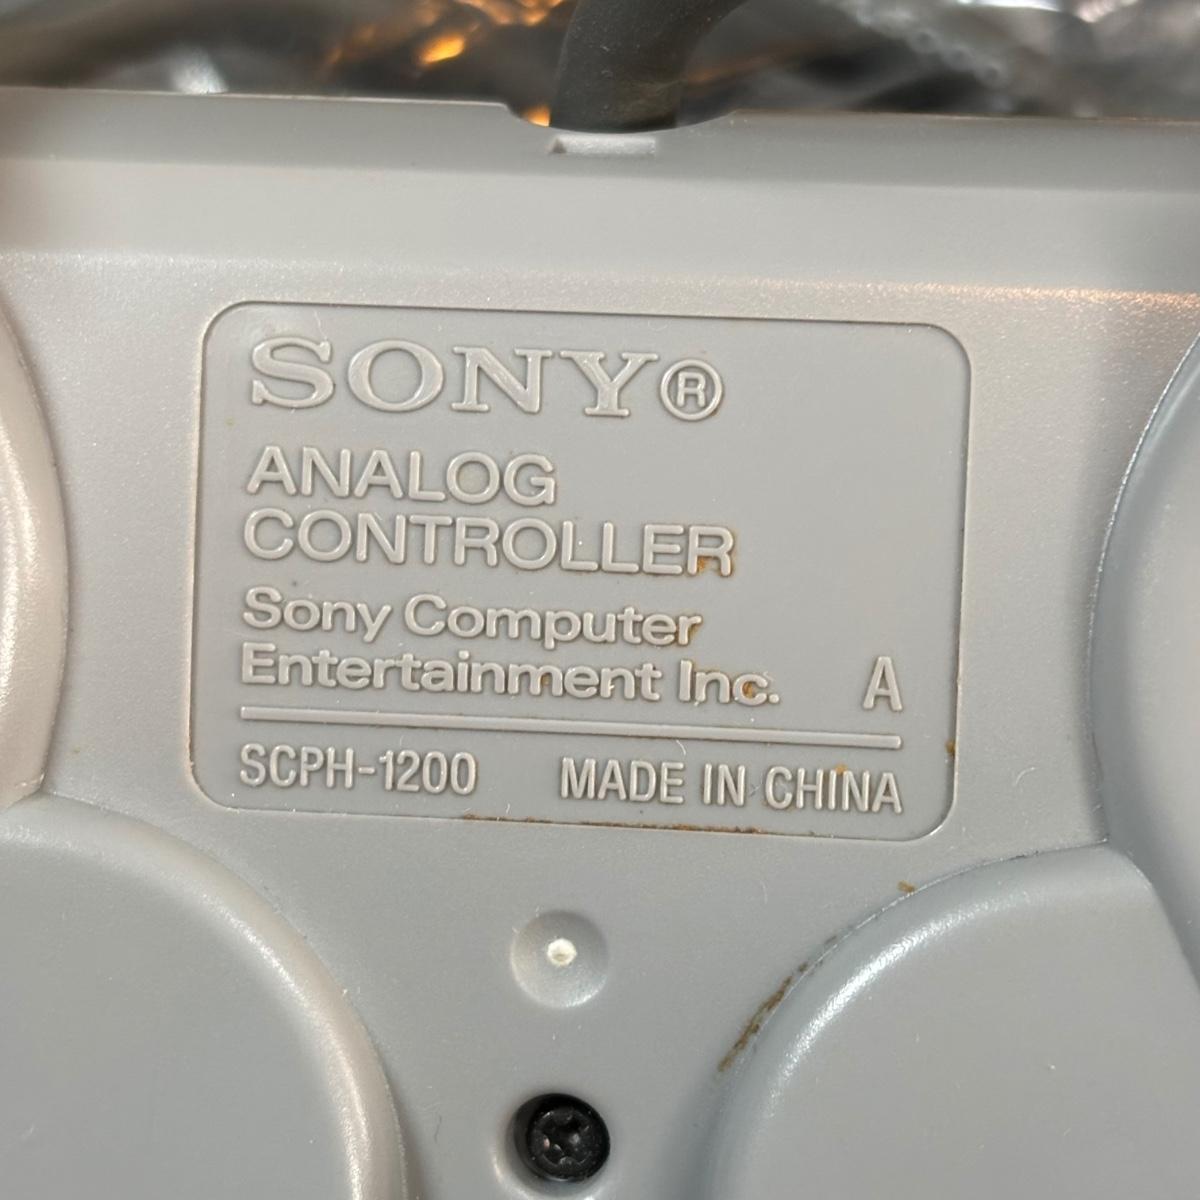 SONY®
ANALOG
CONTROLLER
Sony Computer
Entertainment Inc. A
SCPH-1200 MADE IN CHINA